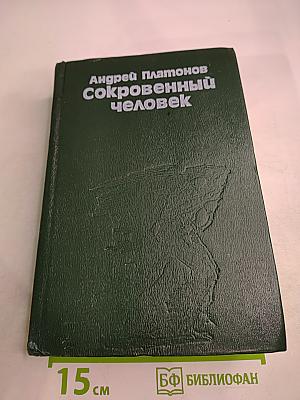 Андрей Платонов
Сокровенный
человек
15 см
БФ БИБЛИОФАН